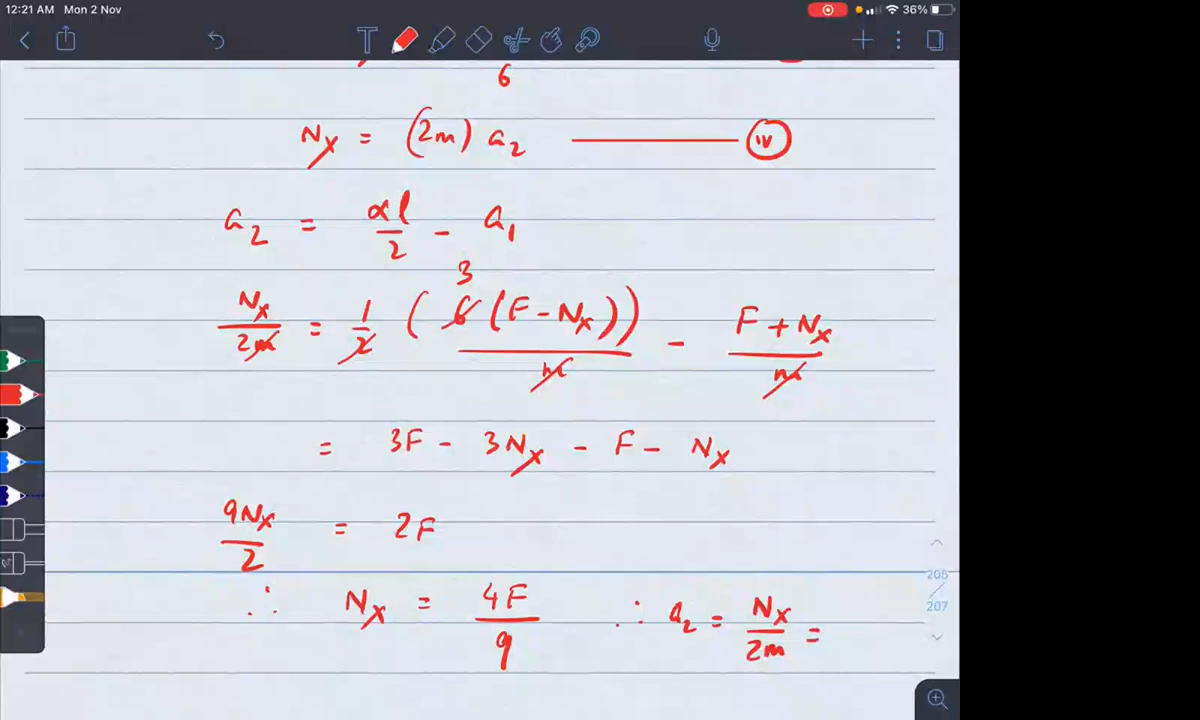 12:21 AM Mon 2 Nov 36%
6
Nx = (2m) a₂ ——— (iv)
a₂ = αl/2 - a₁
Nx/2m = 1/2 ( 6 3 (F - Nx))/m - F + Nx/m
= 3F - 3Nx - F - Nx
9Nx/2 = 2F
∴ Nx = 4F/9 ∴ a₂ = Nx/2m =
205
/
207